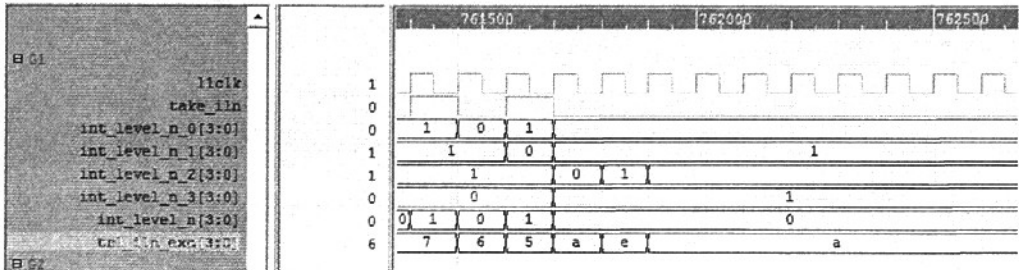 761500 762000 762500
G1
llclk 1
take_iln 0
int_level_n_0[3:0] 0 1 0 1
int_level_n_1[3:0] 1 1 0 1
int_level_n_2[3:0] 1 1 0 1
int_level_n_3[3:0] 0 0 1
int_level_n[3:0] 0 0 1 0 1 0
6 7 6 5 a e a
G2